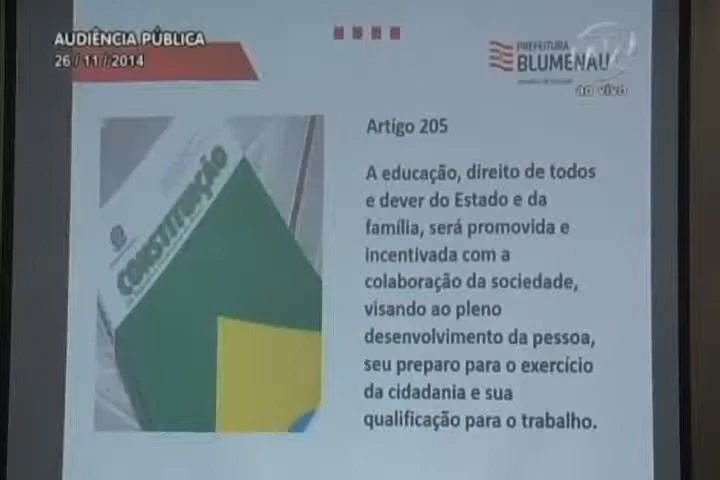 AUDIÊNCIA PÚBLICA
26/11/2014
PREFEITURA
BLUMENAU
ao vivo
CONSTITUIÇÃO
Artigo 205
A educação, direito de todos
e dever do Estado e da
família, será promovida e
incentivada com a
colaboração da sociedade,
visando ao pleno
desenvolvimento da pessoa,
seu preparo para o exercício
da cidadania e sua
qualificação para o trabalho.